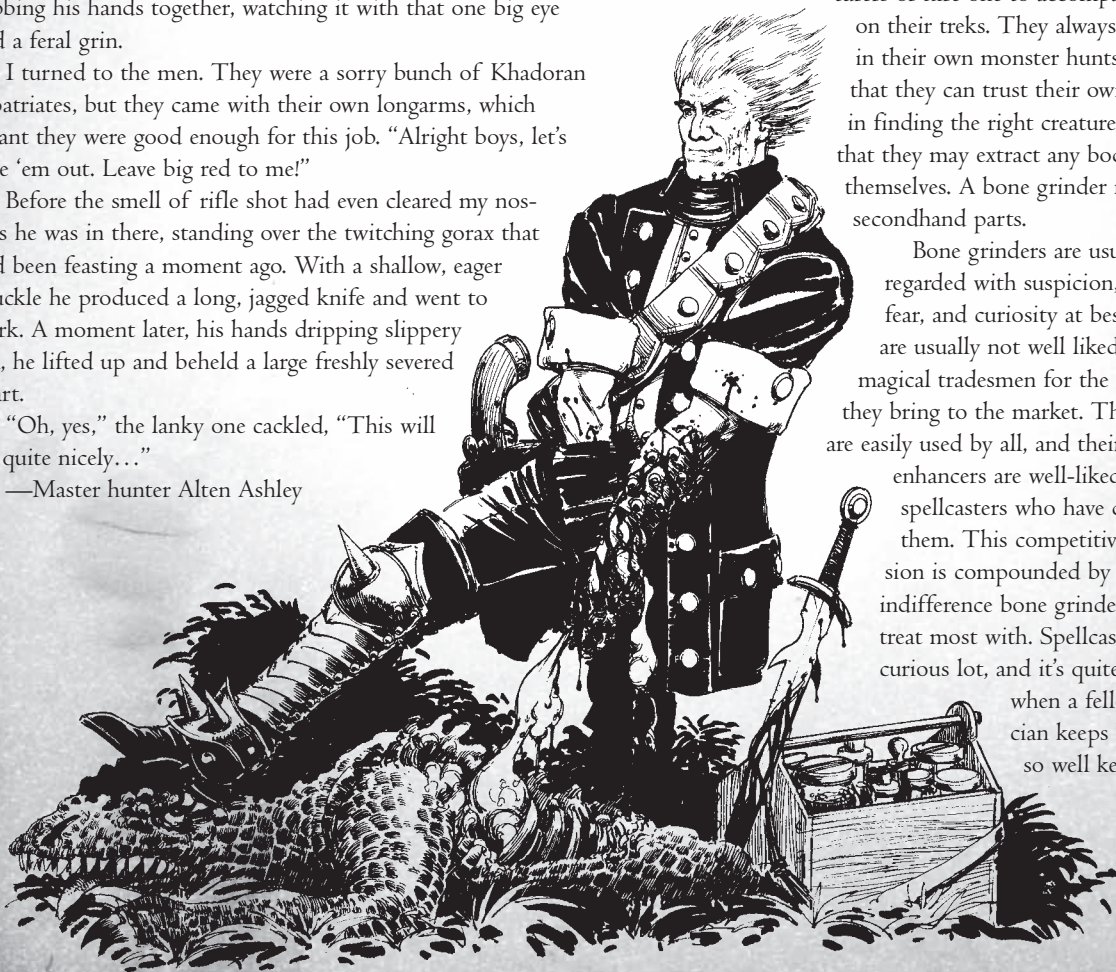 bbing his hands together, watching it with that one big eye
d a feral grin.
I turned to the men. They were a sorry bunch of Khadoran
patriates, but they came with their own longarms, which
ant they were good enough for this job. “Alright boys, let’s
e ‘em out. Leave big red to me!”
Before the smell of rifle shot had even cleared my nos-
s he was in there, standing over the twitching gorax that
d been feasting a moment ago. With a shallow, eager
uckle he produced a long, jagged knife and went to
rk. A moment later, his hands dripping slippery
, he lifted up and beheld a large freshly severed
art.
“Oh, yes,” the lanky one cackled, “This will
quite nicely…”
—Master hunter Alten Ashley
one to
on their treks. They always
in their own monster hunts
that they can trust their own
in finding the right creature
that they may extract any bod
themselves. A bone grinder
secondhand parts.
Bone grinders are usu
regarded with suspicion,
fear, and curiosity at bes
are usually not well liked
magical tradesmen for the
they bring to the market. Th
are easily used by all, and their
enhancers are well-liked
spellcasters who have c
them. This competitiv
sion is compounded by
indifference bone grinde
treat most with. Spellcas
curious lot, and it’s quite
when a fell
cian keeps
so well ke